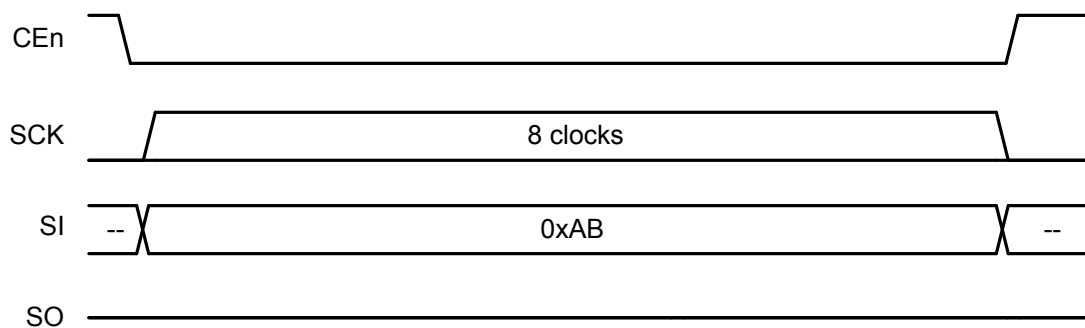 CEn
SCK 8 clocks
SI -- 0xAB --
SO